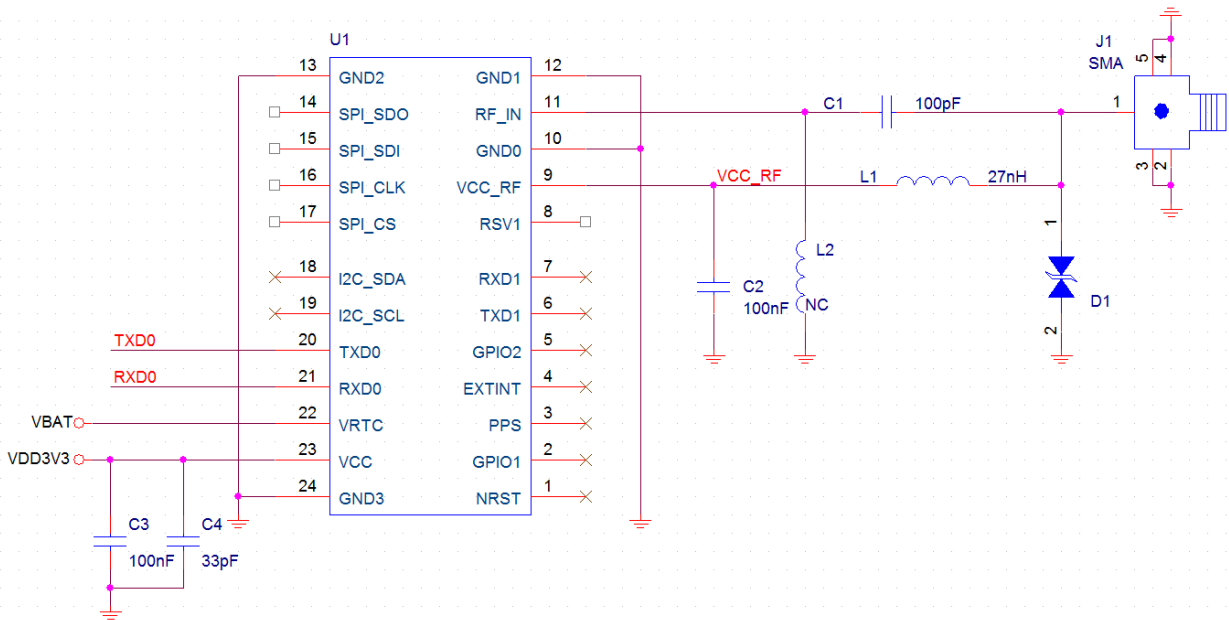 U1
J1
SMA
13
GND2
GND1
12
14
SPI_SDO
RF_IN
11
15
SPI_SDI
GND0
10
16
SPI_CLK
VCC_RF
9
17
SPI_CS
RSV1
8
18
I2C_SDA
RXD1
7
19
I2C_SCL
TXD1
6
TXD0
20
TXD0
GPIO2
5
RXD0
21
RXD0
EXTINT
4
VBAT
22
VRTC
PPS
3
VDD3V3
23
VCC
GPIO1
2
24
GND3
NRST
1
C3
100nF
C4
33pF
C1
100pF
VCC_RF
L1
27nH
C2
100nF
L2
NC
1
D1
2
5
4
1
3
2